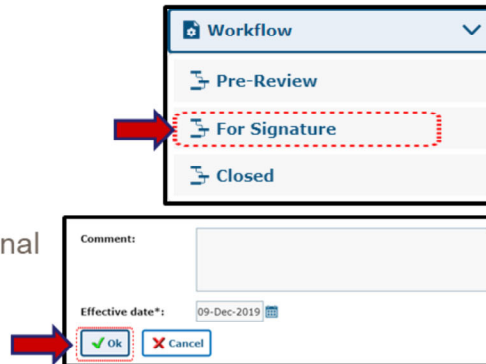 Workflow
Pre-Review
For Signature
Closed
nal
Comment:
Effective date*: 09-Dec-2019
Ok Cancel